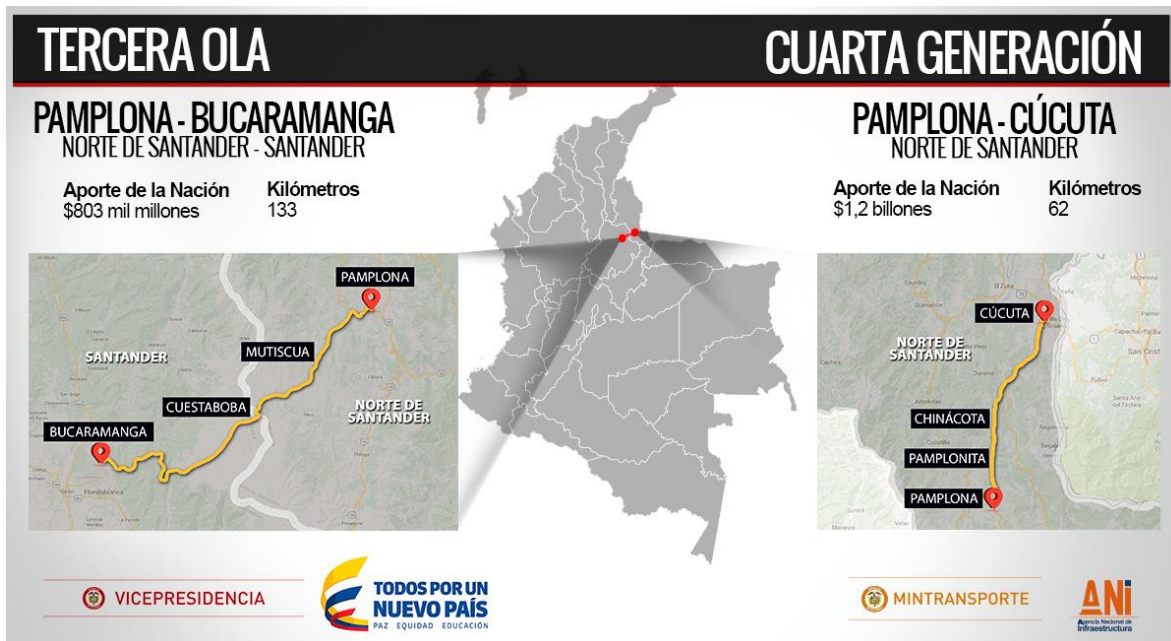 TERCERA OLA
CUARTA GENERACIÓN
PAMPLONA - BUCARAMANGA
NORTE DE SANTANDER - SANTANDER
Aporte de la Nación
$803 mil millones
Kilómetros
133
PAMPLONA
MUTISCUA
SANTANDER
CUESTABOBA
NORTE DE
SANTANDER
BUCARAMANGA
Girón
Floridablanca
PAMPLONA - CÚCUTA
NORTE DE SANTANDER
Aporte de la Nación
$1,2 billones
Kilómetros
62
El Zulia
CÚCUTA
NORTE DE
SANTANDER
CHINÁCOTA
PAMPLONITA
PAMPLONA
VICEPRESIDENCIA
TODOS POR UN
NUEVO PAÍS
PAZ EQUIDAD EDUCACIÓN
MINTRANSPORTE
ANI
Agencia Nacional de
Infraestructura